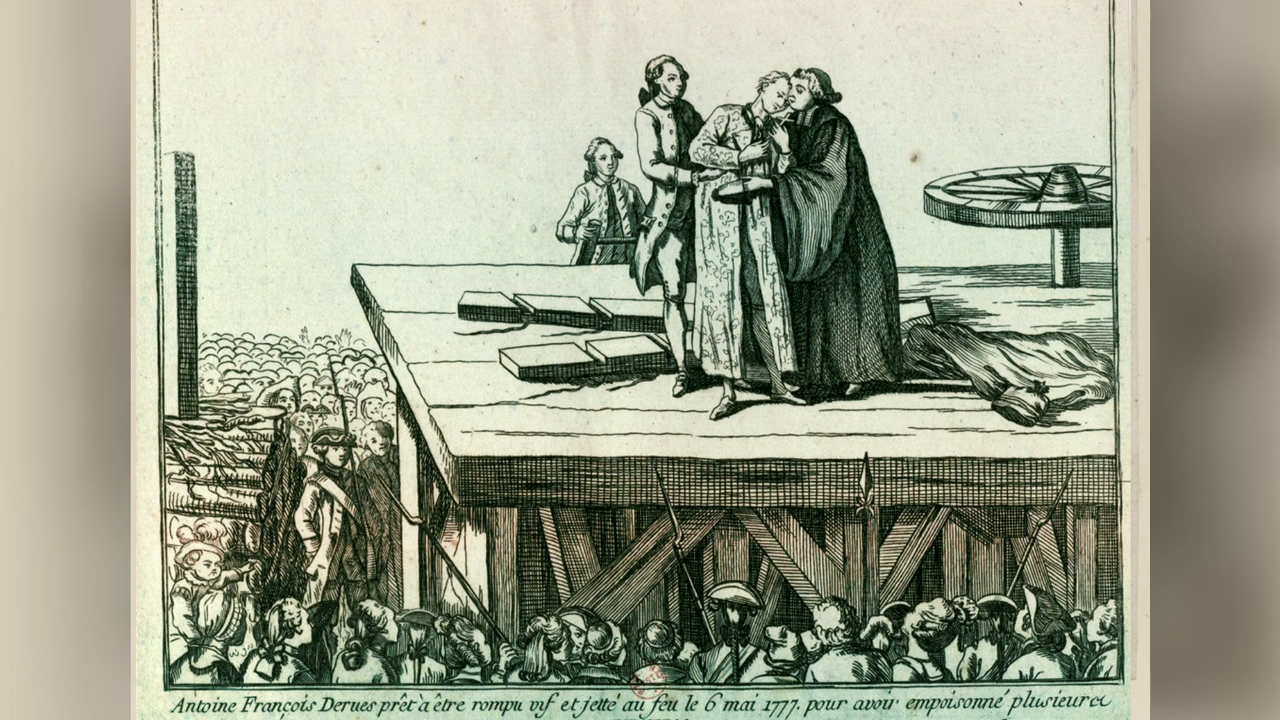 Antoine François Derues prêt à être rompu vif et jetté au feu le 6 mai 1777. pour avoir empoisonné plusieurs